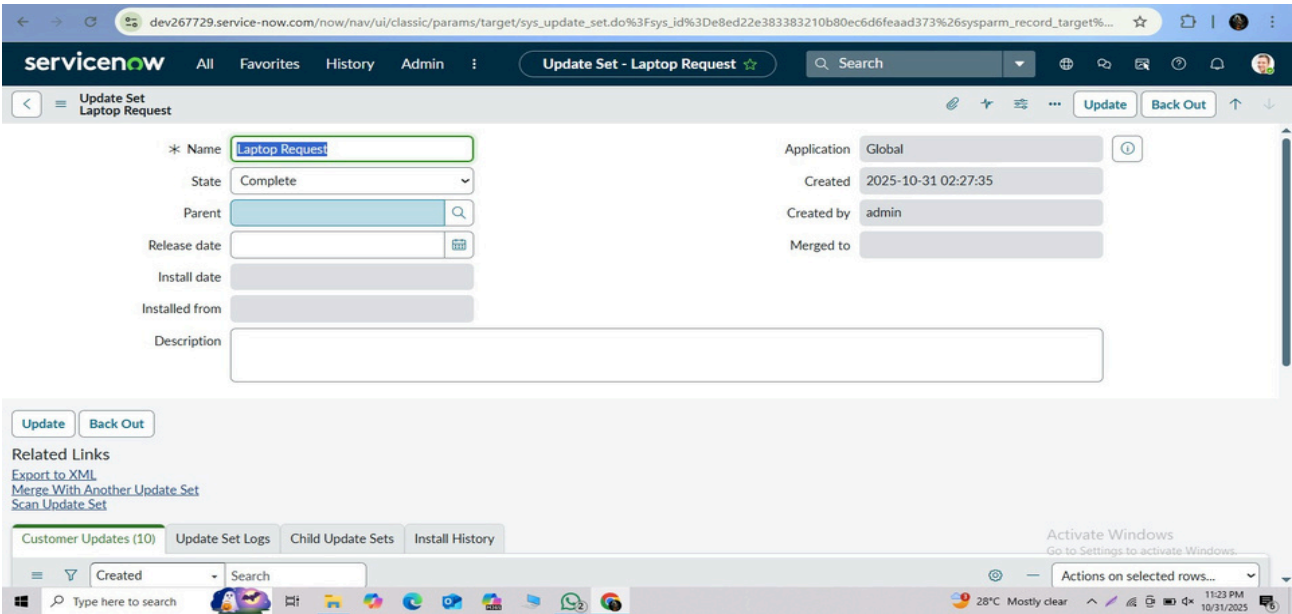 dev267729.service-now.com/now/nav/ui/classic/params/target/sys_update_set.do%3Fsys_id%3De8ed22e383383210b80ec6d6feaad373%26sysparm_record_target%...
servicenow All Favorites History Admin Update Set - Laptop Request Search
Update Set
Laptop Request
Update Back Out
Name Laptop Request Application Global
State Complete Created 2025-10-31 02:27:35
Parent Created by admin
Release date Merged to
Install date
Installed from
Description
Update Back Out
Related Links
Export to XML
Merge With Another Update Set
Scan Update Set
Customer Updates (10) Update Set Logs Child Update Sets Install History
Activate Windows
Go to Settings to activate Windows.
Created Search Actions on selected rows...
Type here to search 28°C Mostly clear 11:23 PM
10/31/2025